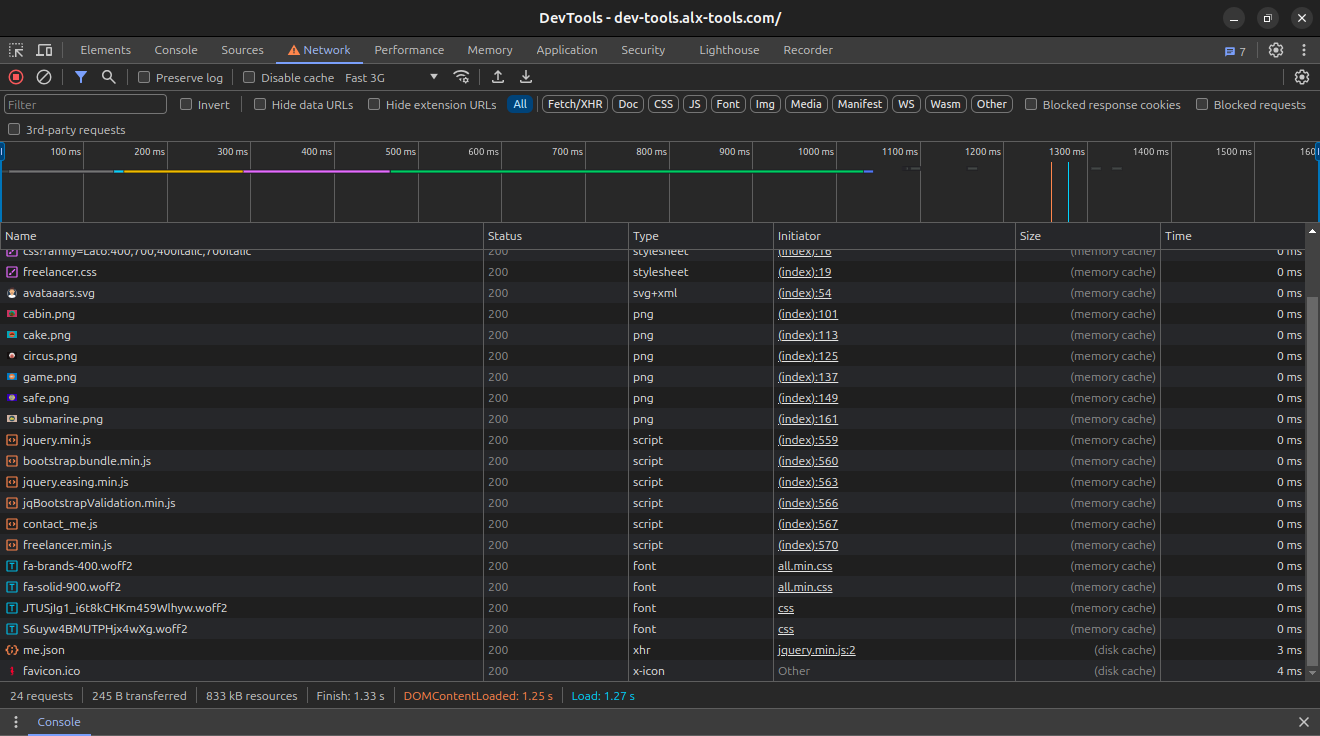 DevTools - dev-tools.alx-tools.com/
Elements Console Sources Network Performance Memory Application Security Lighthouse Recorder 7
Preserve log Disable cache Fast 3G
Filter Invert Hide data URLs Hide extension URLs All Fetch/XHR Doc CSS JS Font Img Media Manifest WS Wasm Other Blocked response cookies Blocked requests
3rd-party requests
100 ms 200 ms 300 ms 400 ms 500 ms 600 ms 700 ms 800 ms 900 ms 1000 ms 1100 ms 1200 ms 1300 ms 1400 ms 1500 ms 160
Name Status Type Initiator Size Time
css?family=Lato:400,700,400italic,700italic 200 stylesheet (index):16 (memory cache) 0 ms
freelancer.css 200 stylesheet (index):19 (memory cache) 0 ms
avataaars.svg 200 svg+xml (index):54 (memory cache) 0 ms
cabin.png 200 png (index):101 (memory cache) 0 ms
cake.png 200 png (index):113 (memory cache) 0 ms
circus.png 200 png (index):125 (memory cache) 0 ms
game.png 200 png (index):137 (memory cache) 0 ms
safe.png 200 png (index):149 (memory cache) 0 ms
submarine.png 200 png (index):161 (memory cache) 0 ms
jquery.min.js 200 script (index):559 (memory cache) 0 ms
bootstrap.bundle.min.js 200 script (index):560 (memory cache) 0 ms
jquery.easing.min.js 200 script (index):563 (memory cache) 0 ms
jqBootstrapValidation.min.js 200 script (index):566 (memory cache) 0 ms
contact_me.js 200 script (index):567 (memory cache) 0 ms
freelancer.min.js 200 script (index):570 (memory cache) 0 ms
fa-brands-400.woff2 200 font all.min.css (memory cache) 0 ms
fa-solid-900.woff2 200 font all.min.css (memory cache) 0 ms
JTUSjIg1_i6t8kCHKm459Wlhyw.woff2 200 font css (memory cache) 0 ms
S6uyw4BMUTPHjx4wXg.woff2 200 font css (memory cache) 0 ms
me.json 200 xhr jquery.min.js:2 (disk cache) 3 ms
favicon.ico 200 x-icon Other (disk cache) 4 ms
24 requests 245 B transferred 833 kB resources Finish: 1.33 s DOMContentLoaded: 1.25 s Load: 1.27 s
Console